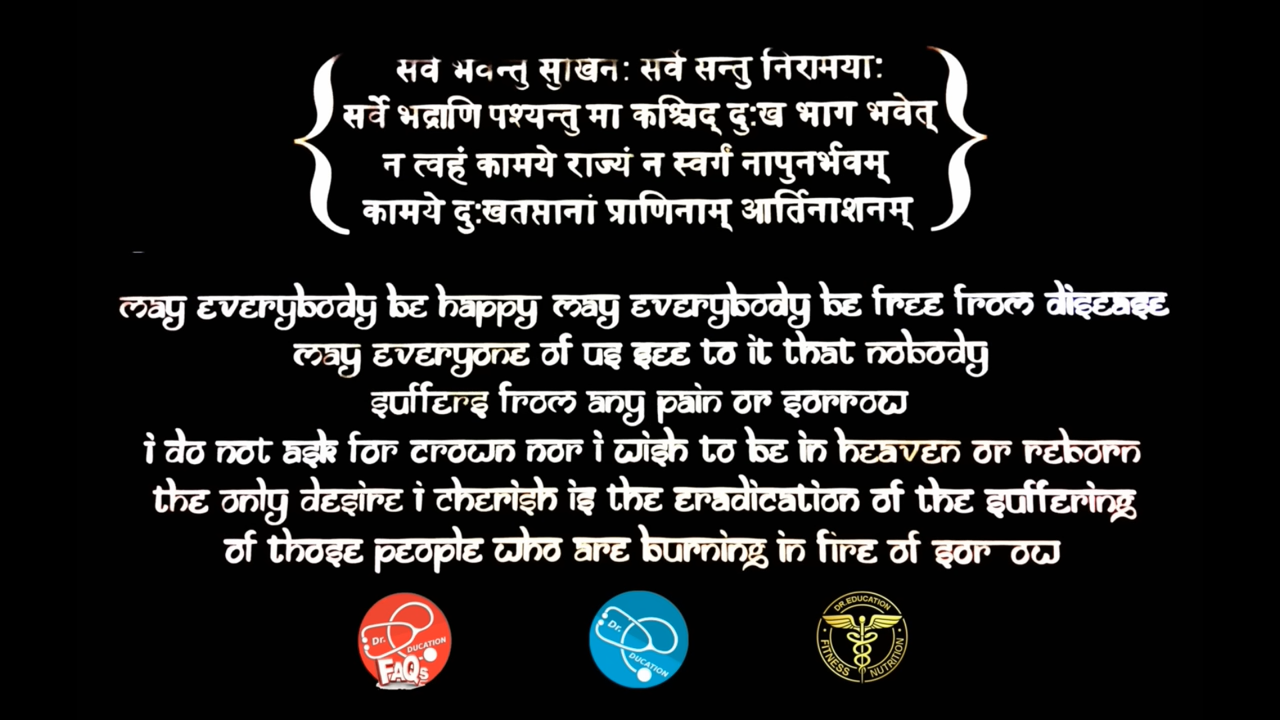 सर्वे भवन्तु सुखिन: सर्वे सन्तु निरामया:
सर्वे भद्राणि पश्यन्तु मा कश्चिद् दु:ख भाग भवेत्
न त्वहं कामये राज्यं न स्वर्गं नापुनर्भवम्
कामये दु:खतप्तानां प्राणिनाम् आर्तिनाशनम्
may everybody be happy may everybody be free from disease
may everyone of us see to it that nobody
suffers from any pain or sorrow
i do not ask for crown nor i wish to be in heaven or reborn
the only desire i cherish is the eradication of the suffering
of those people who are burning in fire of sor ow
Dr. DUCATION FAQs
Dr. DUCATION
DR.EDUCATION FITNESS NUTRITION